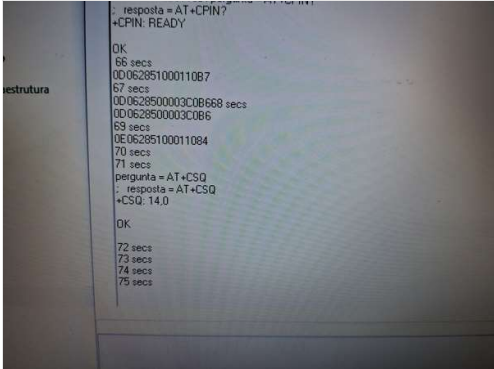 ; resposta = AT+CPIN?
+CPIN: READY
OK
66 secs
0D062851000110B7
67 secs
0D0628500003C0B668 secs
0D0628500003C0B6
69 secs
0E06285100011084
70 secs
71 secs
pergunta = AT+CSQ
; resposta = AT+CSQ
+CSQ: 14,0
OK
72 secs
73 secs
74 secs
75 secs
aestrutura